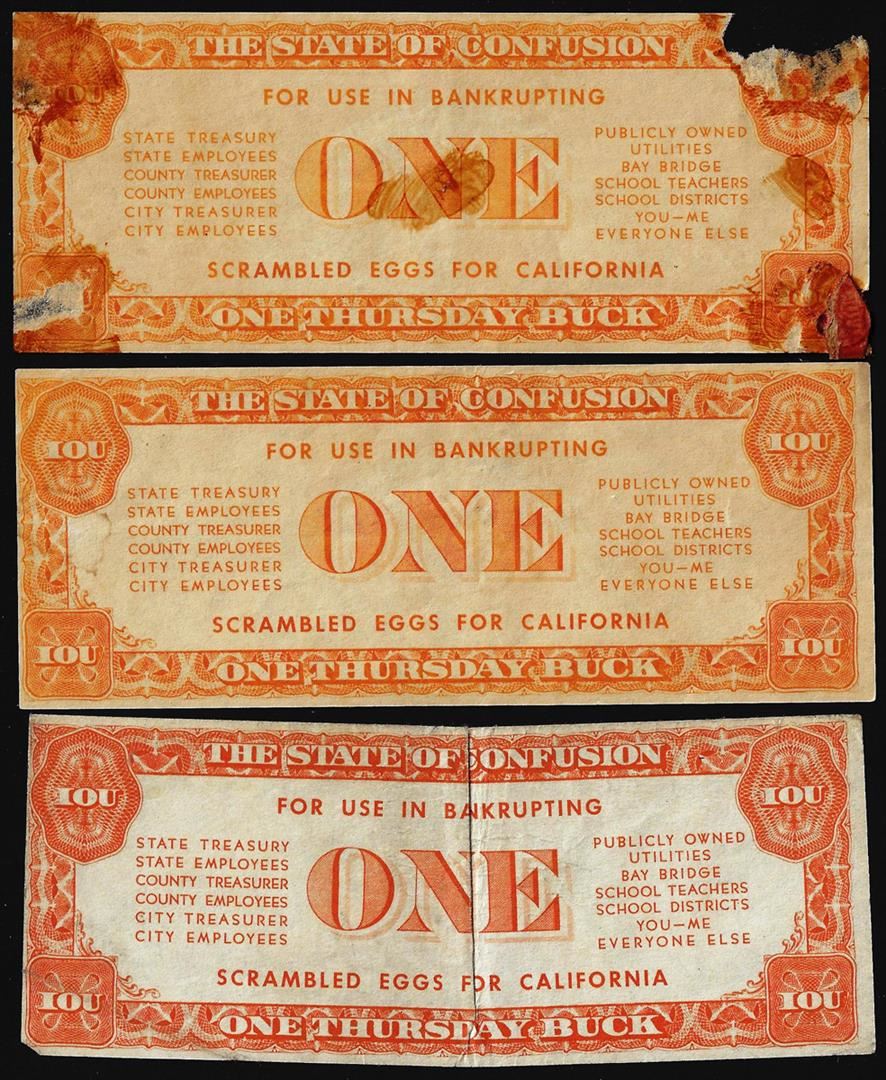 THE STATE OF CONFUSION
IOU
FOR USE IN BANKRUPTING
STATE TREASURY
STATE EMPLOYEES
COUNTY TREASURER
COUNTY EMPLOYEES
CITY TREASURER
CITY EMPLOYEES
ONE
PUBLICLY OWNED
UTILITIES
BAY BRIDGE
SCHOOL TEACHERS
SCHOOL DISTRICTS
YOU—ME
EVERYONE ELSE
SCRAMBLED EGGS FOR CALIFORNIA
ONE THURSDAY BUCK
THE STATE OF CONFUSION
IOU
IOU
FOR USE IN BANKRUPTING
STATE TREASURY
STATE EMPLOYEES
COUNTY TREASURER
COUNTY EMPLOYEES
CITY TREASURER
CITY EMPLOYEES
ONE
PUBLICLY OWNED
UTILITIES
BAY BRIDGE
SCHOOL TEACHERS
SCHOOL DISTRICTS
YOU—ME
EVERYONE ELSE
SCRAMBLED EGGS FOR CALIFORNIA
IOU
IOU
ONE THURSDAY BUCK
THE STATE OF ONFUSION
IOU
IOU
FOR USE IN BANKRUPTING
STATE TREASURY
STATE EMPLOYEES
COUNTY TREASURER
COUNTY EMPLOYEES
CITY TREASURER
CITY EMPLOYEES
ONE
PUBLICLY OWNED
UTILITIES
BAY BRIDGE
SCHOOL TEACHERS
SCHOOL DISTRICTS
YOU—ME
EVERYONE ELSE
SCRAMBLED EGGS FOR CALIFORNIA
IOU
IOU
ONE THURSDAY BUCK